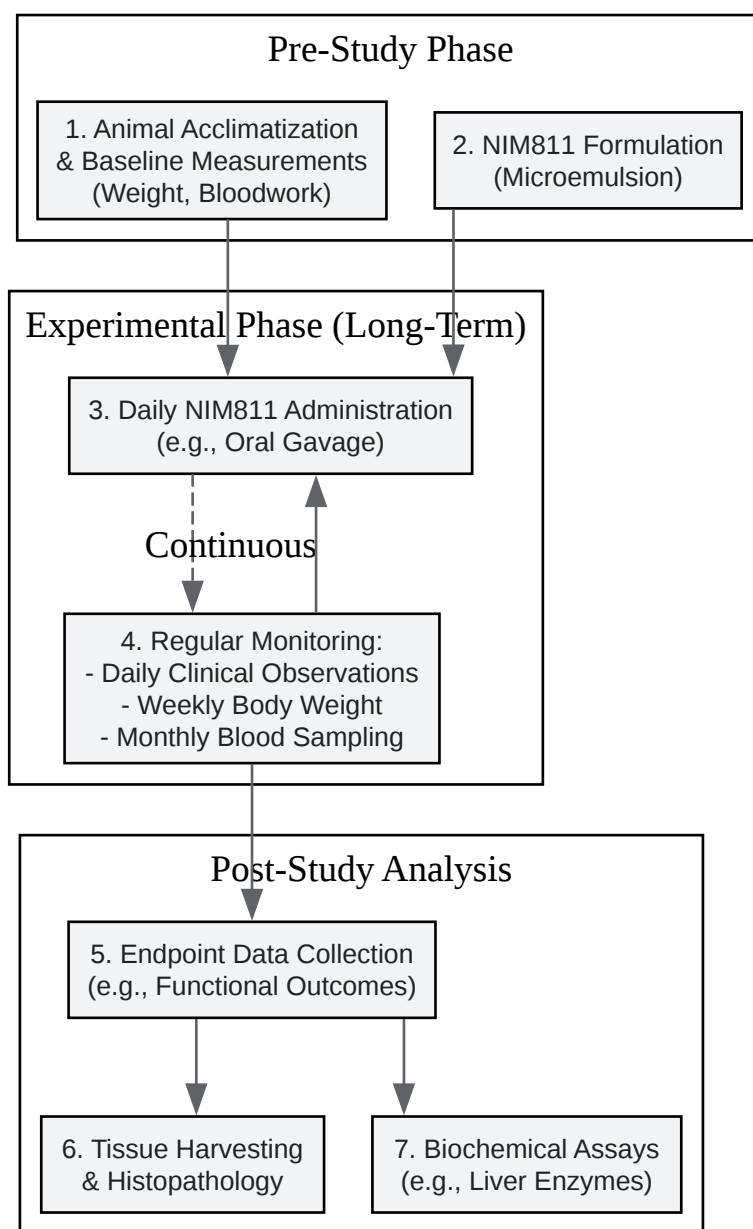 Pre-Study Phase
1. Animal Acclimatization
& Baseline Measurements
(Weight, Bloodwork)
2. NIM811 Formulation
(Microemulsion)
Experimental Phase (Long-Term)
3. Daily NIM811 Administration
(e.g., Oral Gavage)
Continuous
4. Regular Monitoring:
- Daily Clinical Observations
- Weekly Body Weight
- Monthly Blood Sampling
Post-Study Analysis
5. Endpoint Data Collection
(e.g., Functional Outcomes)
6. Tissue Harvesting
& Histopathology
7. Biochemical Assays
(e.g., Liver Enzymes)